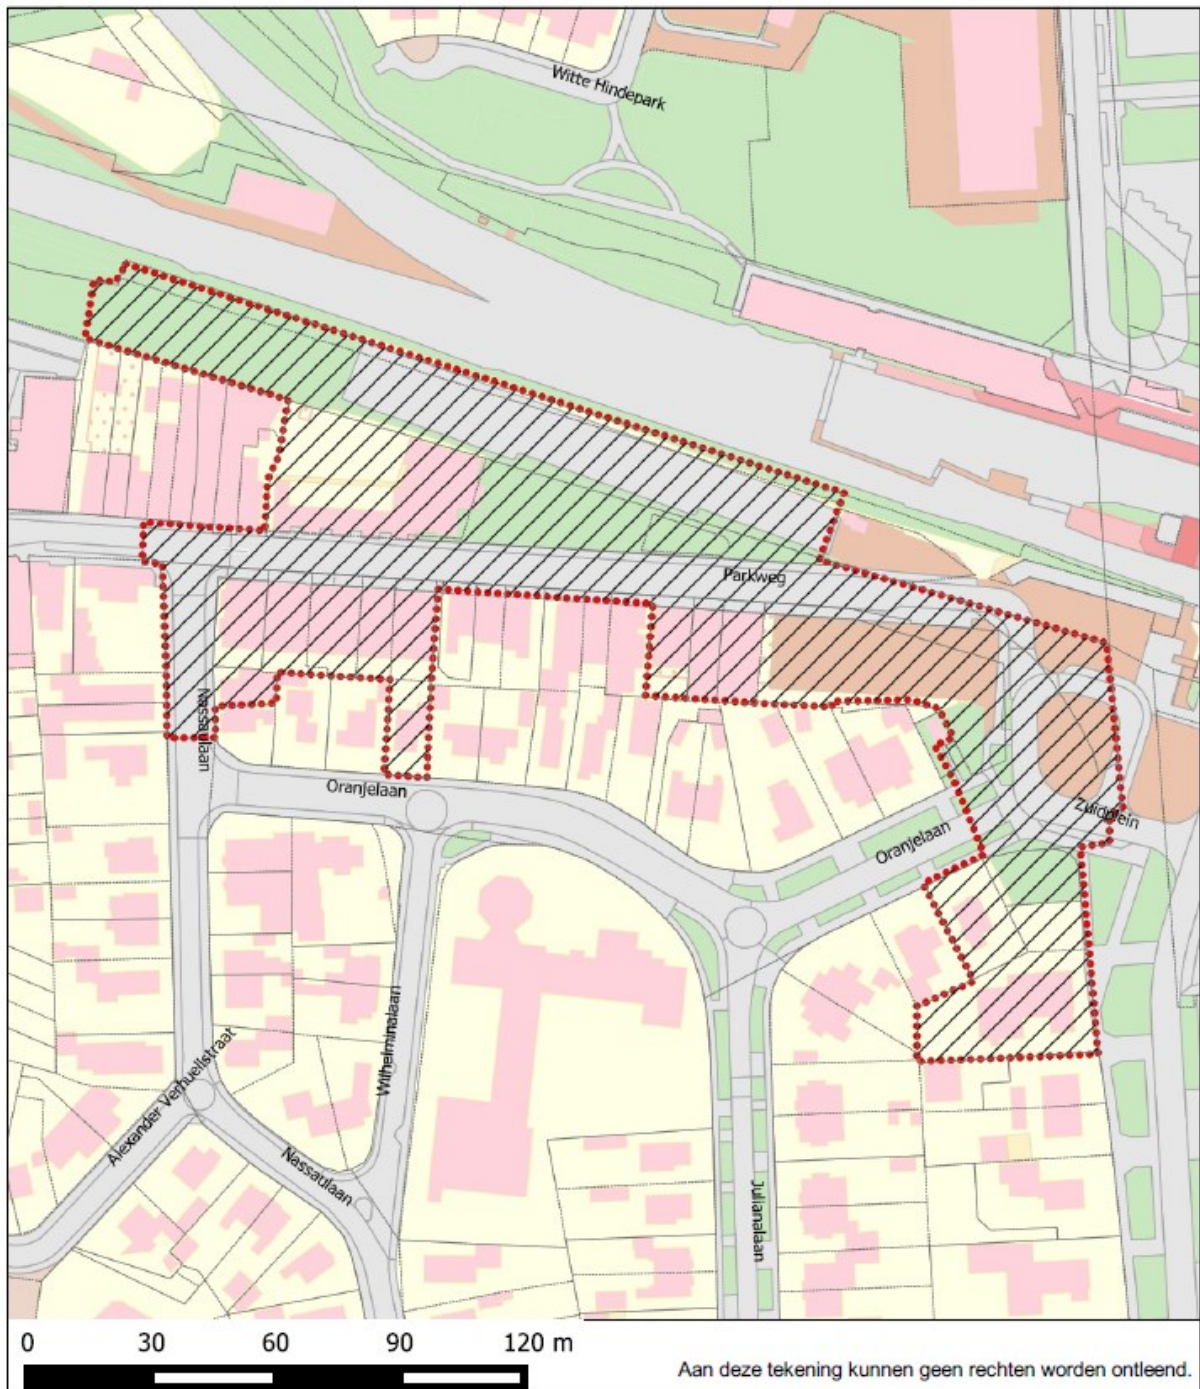 Witte Hindepark
Parkweg
Nassaulaan
Oranjelaan
Zuidplein
Oranjelaan
Wilhelminalaan
Alexander Verhuellstraat
Nassaulaan
Julianalaan
0 30 60 90 120 m
Aan deze tekening kunnen geen rechten worden ontleend.